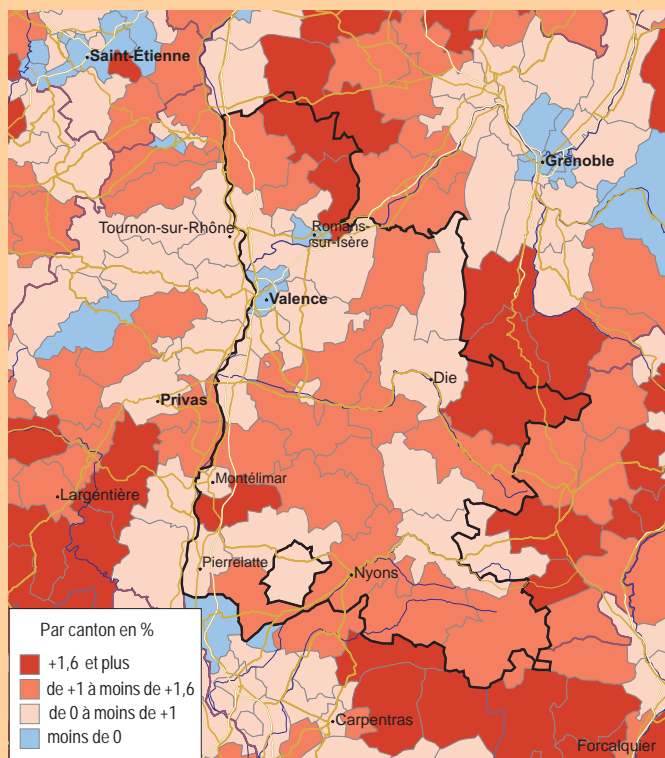 Saint-Étienne
Grenoble
Tournon-sur-Rhône
Romans-
sur-Isère
Valence
Die
Privas
Montélimar
Largentière
Pierrelatte
Nyons
Par canton en %
+1,6 et plus
de +1 à moins de +1,6
de 0 à moins de +1
moins de 0
Carpentras
Forcalquier